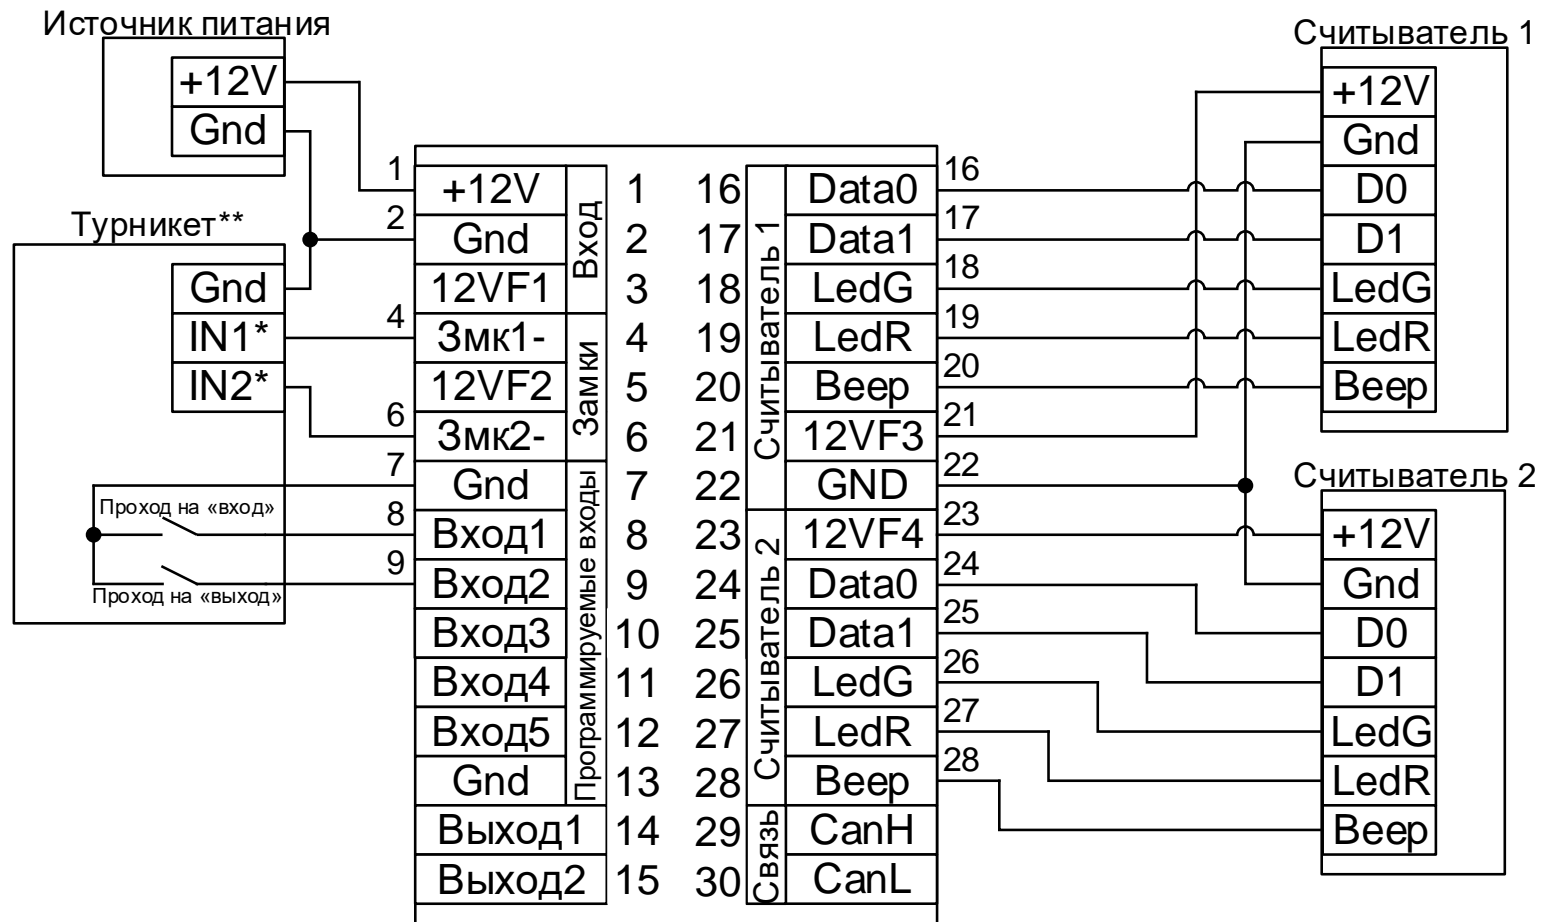 Источник питания
+12V
Gnd
Турникет**
Gnd
IN1*
IN2*
Проход на «вход»
Проход на «выход»
1
2
4
6
7
8
9
+12V
Gnd
12VF1
Змк1-
12VF2
Змк2-
Gnd
Вход1
Вход2
Вход3
Вход4
Вход5
Gnd
Выход1
Выход2
Вход
Замки
Программируемые входы
1
2
3
4
5
6
7
8
9
10
11
12
13
14
15
16
17
18
19
20
21
22
23
24
25
26
27
28
29
30
Считыватель 1
Считыватель 2
Связь
Data0
Data1
LedG
LedR
Beep
12VF3
GND
12VF4
Data0
Data1
LedG
LedR
Beep
CanH
CanL
16
17
18
19
20
21
22
23
24
25
26
27
28
Считыватель 1
+12V
Gnd
D0
D1
LedG
LedR
Beep
Считыватель 2
+12V
Gnd
D0
D1
LedG
LedR
Beep